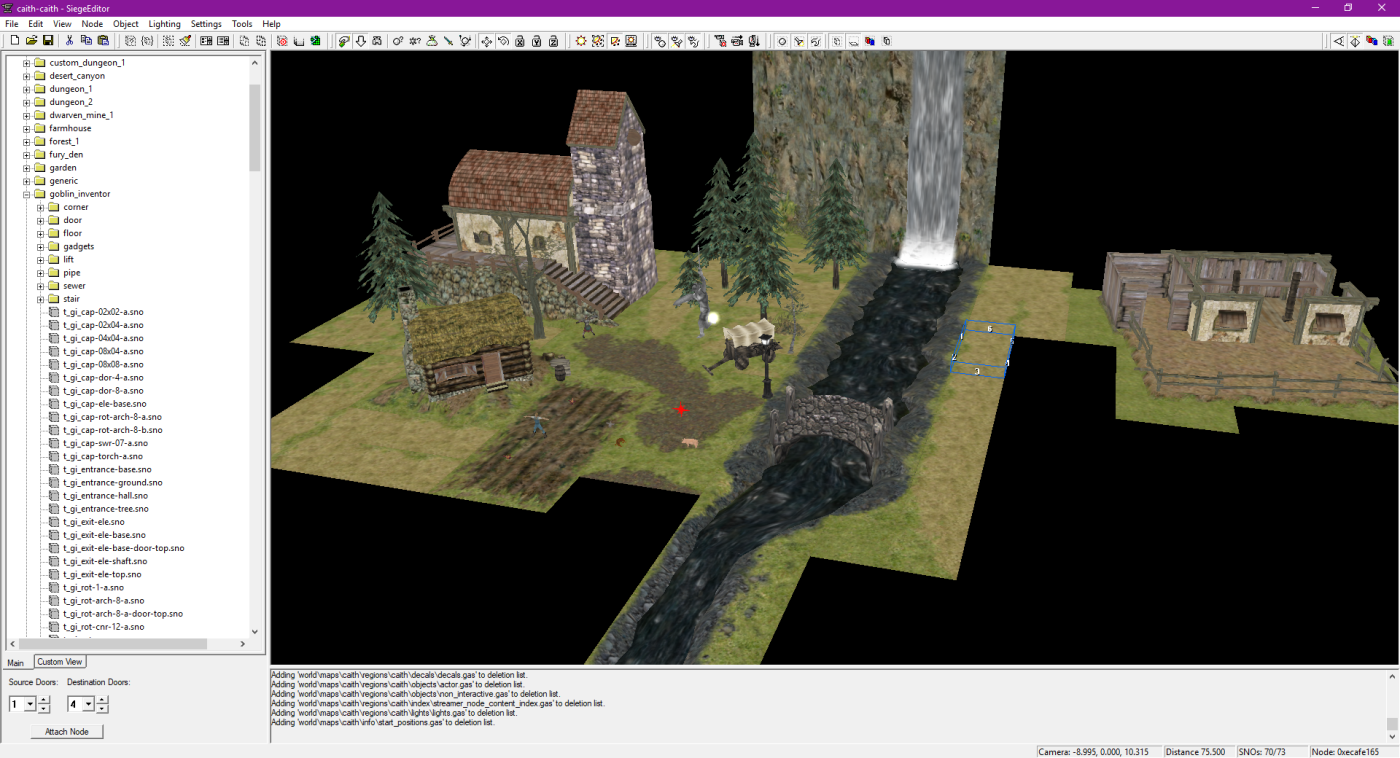 caith-caith - SiegeEditor
File Edit View Node Object Lighting Settings Tools Help
custom_dungeon_1
desert_canyon
dungeon_1
dungeon_2
dwarven_mine_1
farmhouse
forest_1
fury_den
garden
generic
goblin_inventor
corner
door
floor
gadgets
lift
pipe
sewer
stair
t_gi_cap-02x02-a.sno
t_gi_cap-02x04-a.sno
t_gi_cap-04x04-a.sno
t_gi_cap-08x04-a.sno
t_gi_cap-08x08-a.sno
t_gi_cap-dor-4-a.sno
t_gi_cap-dor-8-a.sno
t_gi_cap-ele-base.sno
t_gi_cap-rot-arch-8-a.sno
t_gi_cap-rot-arch-8-b.sno
t_gi_cap-swr-07-a.sno
t_gi_cap-torch-a.sno
t_gi_entrance-base.sno
t_gi_entrance-ground.sno
t_gi_entrance-hall.sno
t_gi_entrance-tree.sno
t_gi_exit-ele.sno
t_gi_exit-ele-base.sno
t_gi_exit-ele-base-door-top.sno
t_gi_exit-ele-shaft.sno
t_gi_exit-ele-top.sno
t_gi_rot-1-a.sno
t_gi_rot-arch-8-a.sno
t_gi_rot-arch-8-a-door-top.sno
t_gi_rot-cnr-12-a.sno
Main Custom View
Source Doors: Destination Doors:
1 4
Attach Node
6
1
2
4
3
Adding 'world\maps\caith\regions\caith\decals\decals.gas' to deletion list.
Adding 'world\maps\caith\regions\caith\objects\actor.gas' to deletion list.
Adding 'world\maps\caith\regions\caith\objects\non_interactive.gas' to deletion list.
Adding 'world\maps\caith\regions\caith\index\streamer_node_content_index.gas' to deletion list.
Adding 'world\maps\caith\regions\caith\lights\lights.gas' to deletion list.
Adding 'world\maps\caith\info\start_positions.gas' to deletion list.
Camera: -8.995, 0.000, 10.315 Distance 75.500 SNOs: 70/73 Node: 0xecafe165